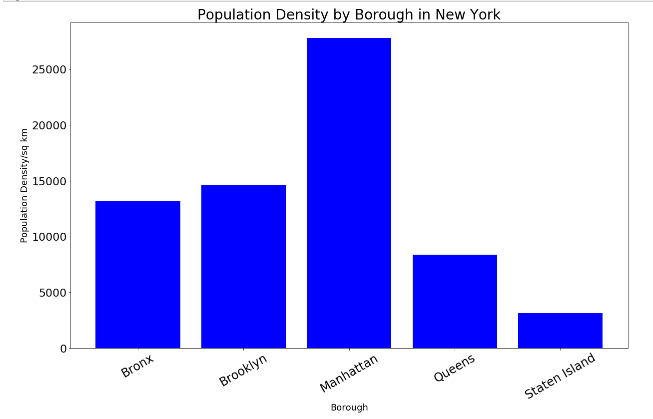 Population Density by Borough in New York
Population Density/sq km
25000
20000
15000
10000
5000
0
Bronx
Brooklyn
Manhattan
Queens
Staten Island
Borough